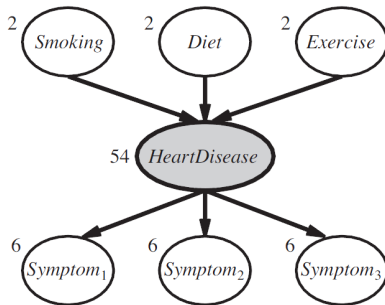 2 Smoking 2 Diet 2 Exercise
54 HeartDisease
6 6 6
Symptom₁ Symptom₂ Symptom₃